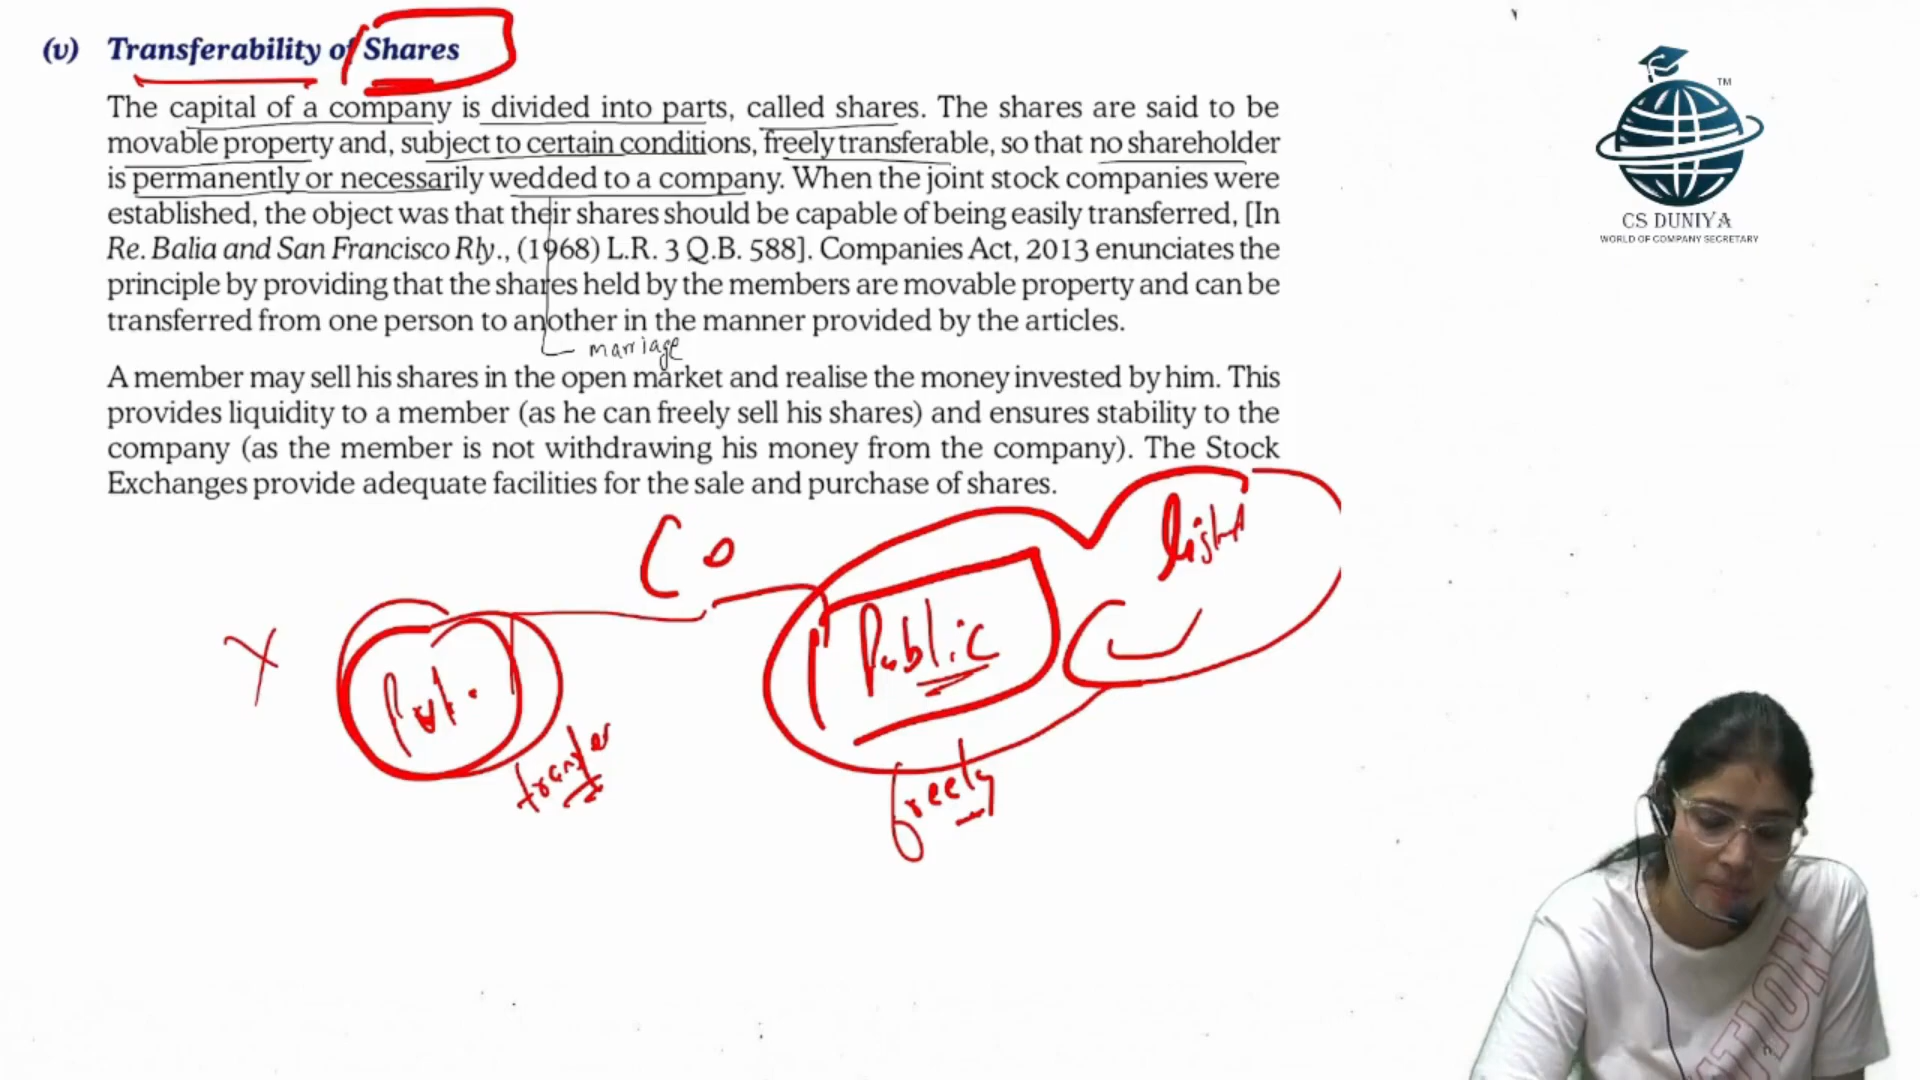 (v) Transferability of Shares
The capital of a company is divided into parts, called shares. The shares are said to be
movable property and, subject to certain conditions, freely transferable, so that no shareholder
is permanently or necessarily wedded to a company. When the joint stock companies were
established, the object was that their shares should be capable of being easily transferred, [In
Re. Balia and San Francisco Rly., (1968) L.R. 3 Q.B. 588]. Companies Act, 2013 enunciates the
principle by providing that the shares held by the members are movable property and can be
transferred from one person to another in the manner provided by the articles.
marriage
A member may sell his shares in the open market and realise the money invested by him. This
provides liquidity to a member (as he can freely sell his shares) and ensures stability to the
company (as the member is not withdrawing his money from the company). The Stock
Exchanges provide adequate facilities for the sale and purchase of shares.
Co
Public
transfer
freely
TM
CS DUNIYA
WORLD OF COMPANY SECRETARY
ATION